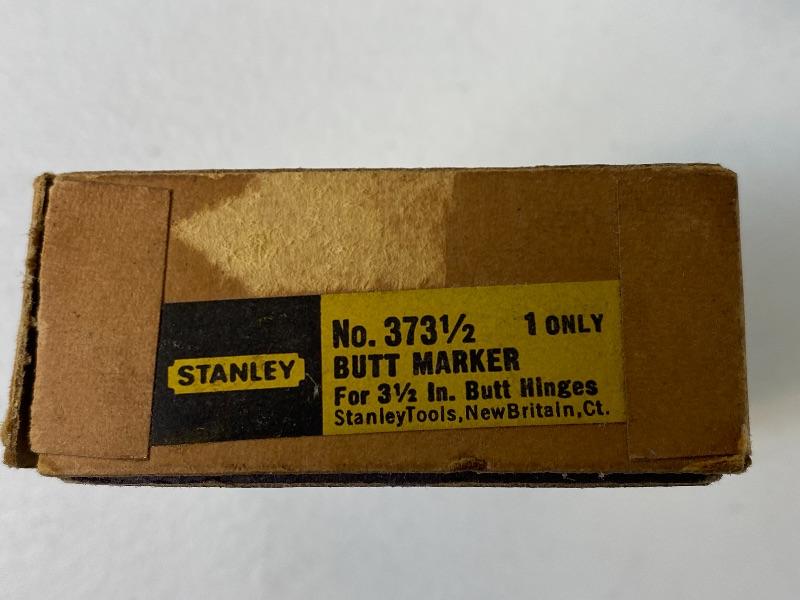 STANLEY
No. 373½ 1 ONLY
BUTT MARKER
For 3½ In. Butt Hinges
StanleyTools, NewBritain, Ct.